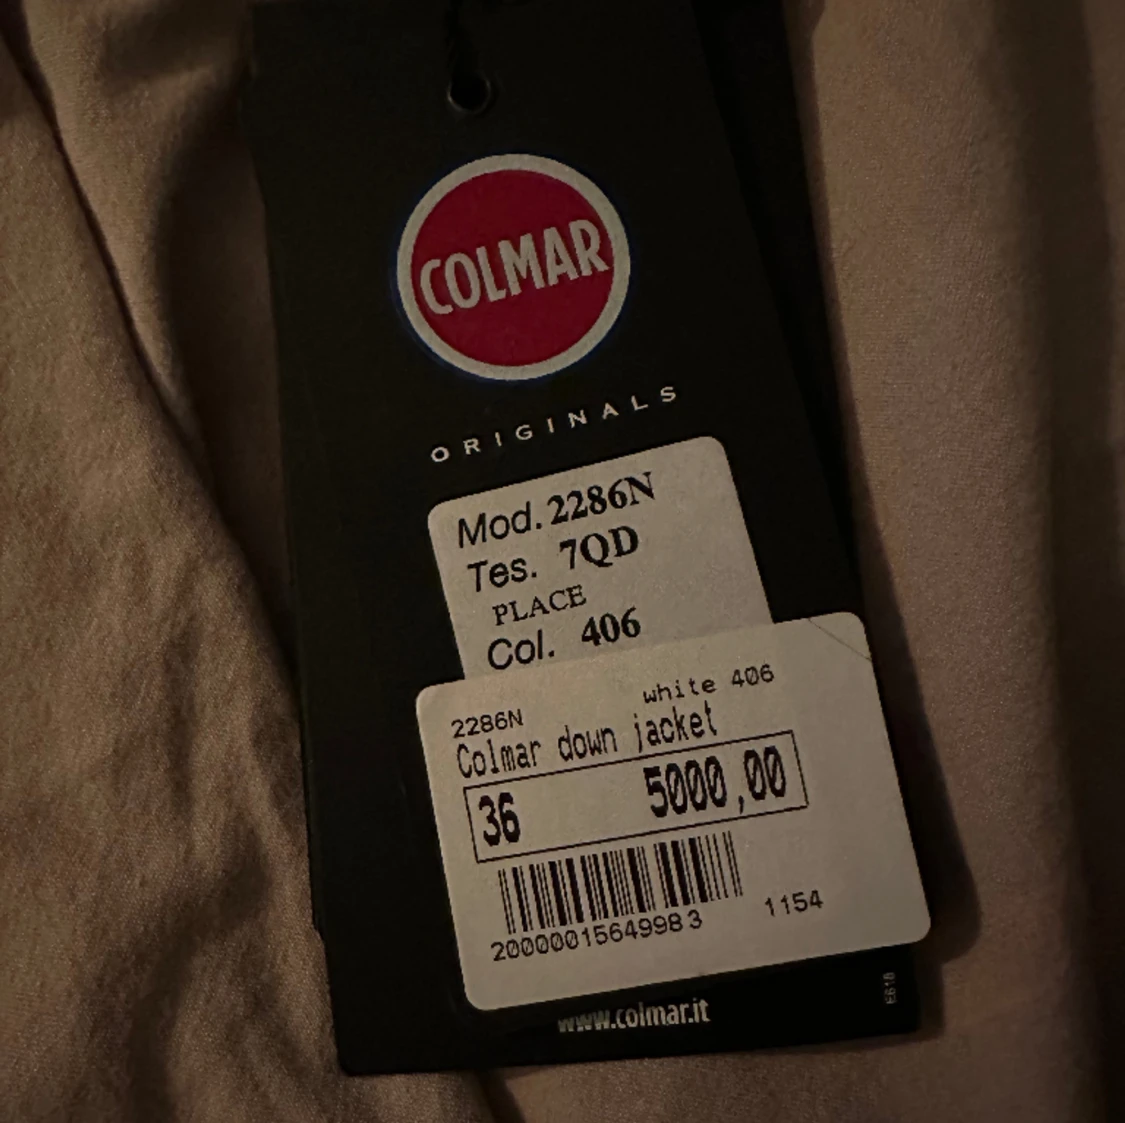 COLMAR
ORIGINALS
Mod. 2286N
Tes. 7QD
PLACE
Col. 406
white 406
2286N
Colmar down jacket
36 5000,00
2000001564998 3
1154
www.colmar.it
E618